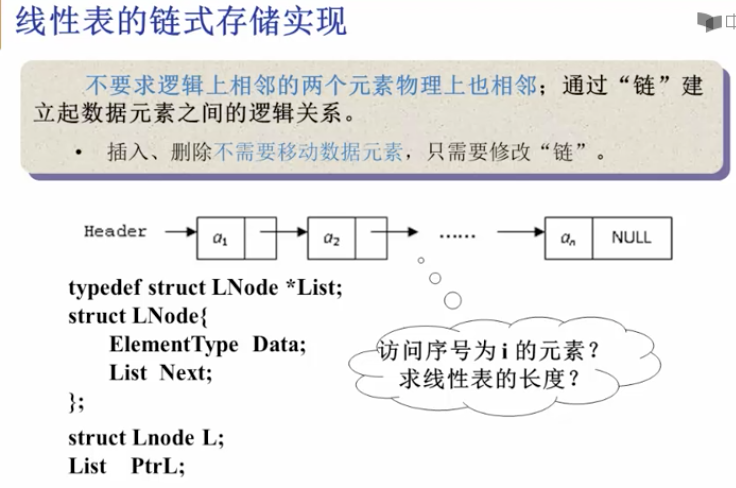 线性表的链式存储实现
不要求逻辑上相邻的两个元素物理上也相邻；通过“链”建
立起数据元素之间的逻辑关系。
• 插入、删除不需要移动数据元素，只需要修改“链”。
Header a1 a2 …… an NULL
typedef struct LNode *List;
struct LNode{
ElementType Data;
List Next;
};
struct Lnode L;
List PtrL;
访问序号为 i 的元素？
求线性表的长度？